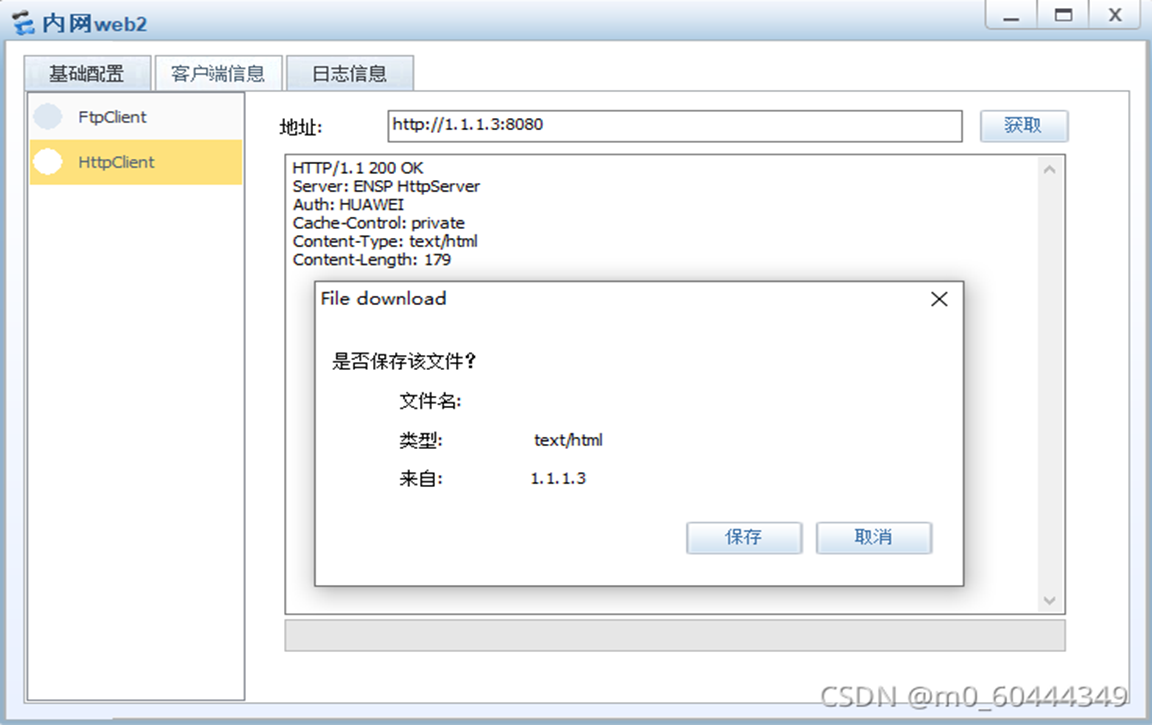 内网web2
基础配置 客户端信息 日志信息
FtpClient
HttpClient
地址: http://1.1.1.3:8080 获取
HTTP/1.1 200 OK
Server: ENSP HttpServer
Auth: HUAWEI
Cache-Control: private
Content-Type: text/html
Content-Length: 179
File download
是否保存该文件?
文件名:
类型: text/html
来自: 1.1.1.3
保存 取消
CSDN @m0_60444349